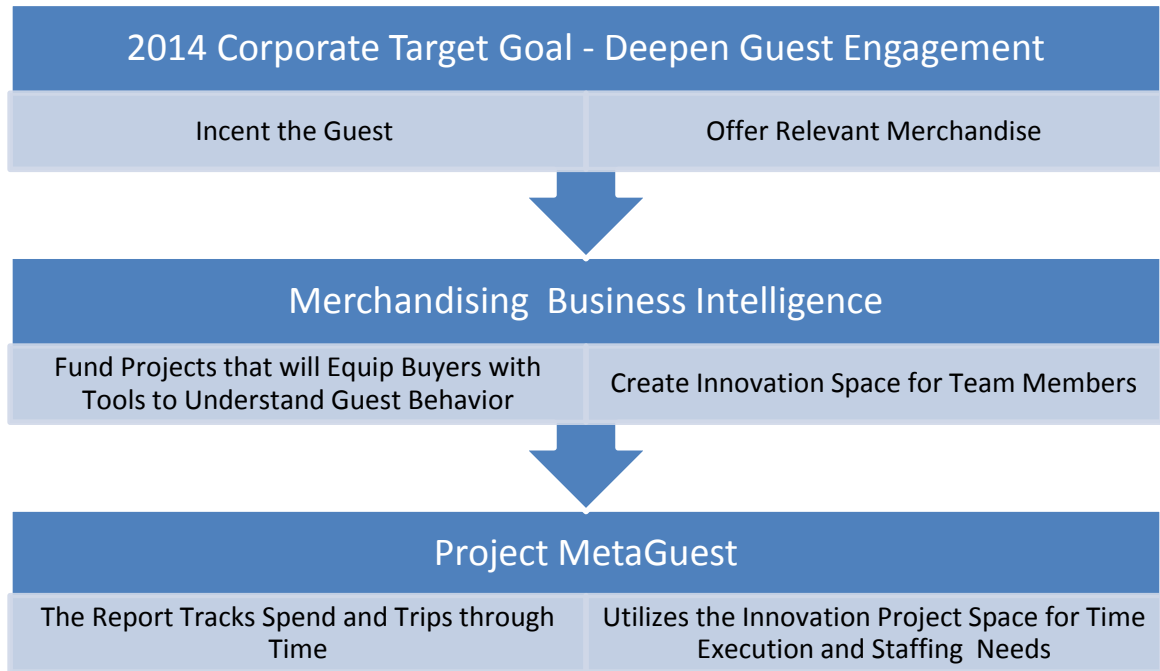 2014 Corporate Target Goal - Deepen Guest Engagement
Incent the Guest
Offer Relevant Merchandise
Merchandising Business Intelligence
Fund Projects that will Equip Buyers with
Tools to Understand Guest Behavior
Create Innovation Space for Team Members
Project MetaGuest
The Report Tracks Spend and Trips through
Time
Utilizes the Innovation Project Space for Time
Execution and Staffing Needs